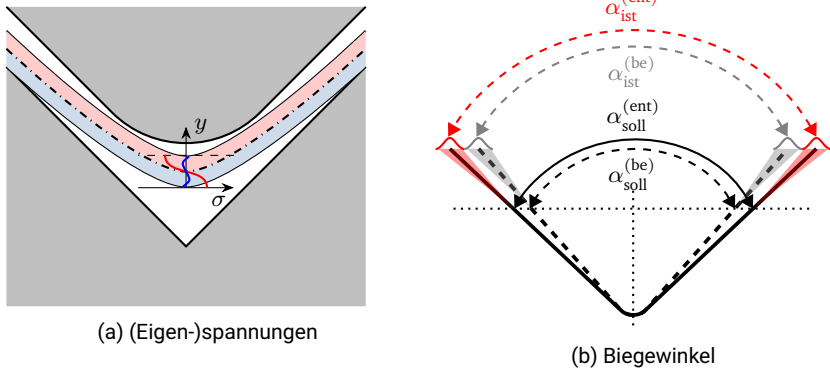 y
σ
(a) (Eigen-)spannungen
α_ist^(ent)
α_ist^(be)
α_soll^(ent)
α_soll^(be)
(b) Biegewinkel